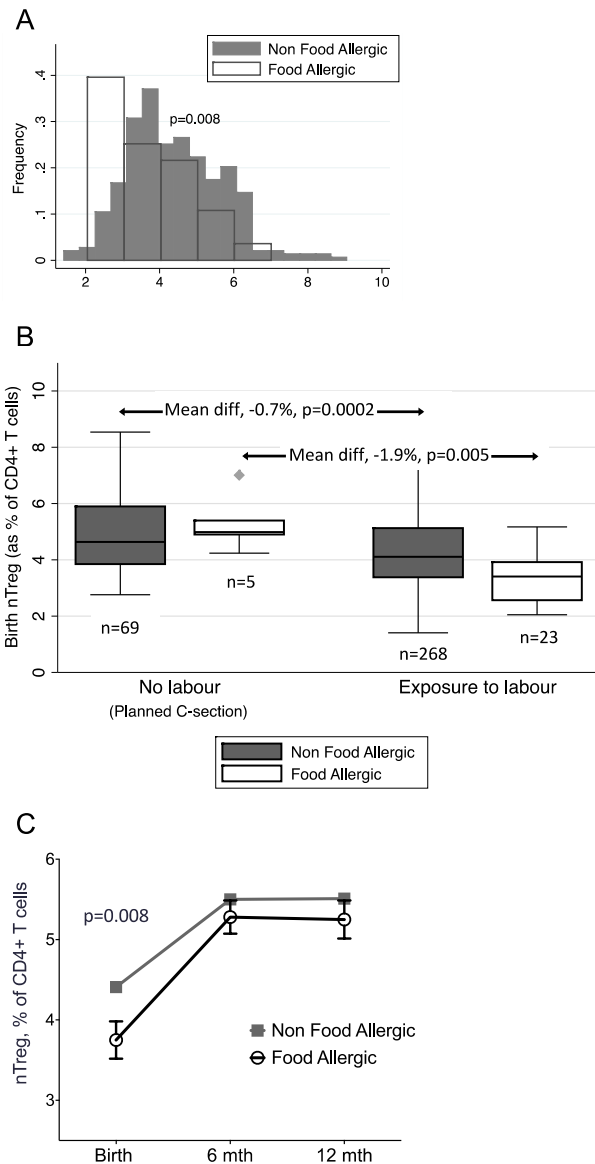 A
Non Food Allergic
Food Allergic
p=0.008
Frequency
.4
.3
.2
.1
0
2 4 6 8 10
B
Birth nTreg (as % of CD4+ T cells)
10
8
6
4
2
0
Mean diff, -0.7%, p=0.0002
Mean diff, -1.9%, p=0.005
n=5
n=69
n=23
n=268
No labour
(Planned C-section)
Exposure to labour
Non Food Allergic
Food Allergic
C
nTreg, % of CD4+ T cells
6
5
4
3
p=0.008
Non Food Allergic
Food Allergic
Birth 6 mth 12 mth